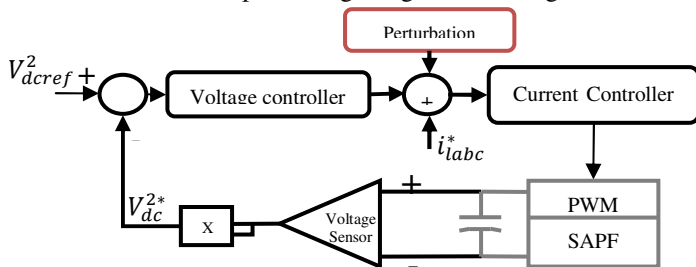 Perturbation
V²dcref +
Voltage controller
+
Current Controller
i*labc
-
V²*dc
X
Voltage
Sensor
+
-
PWM
SAPF